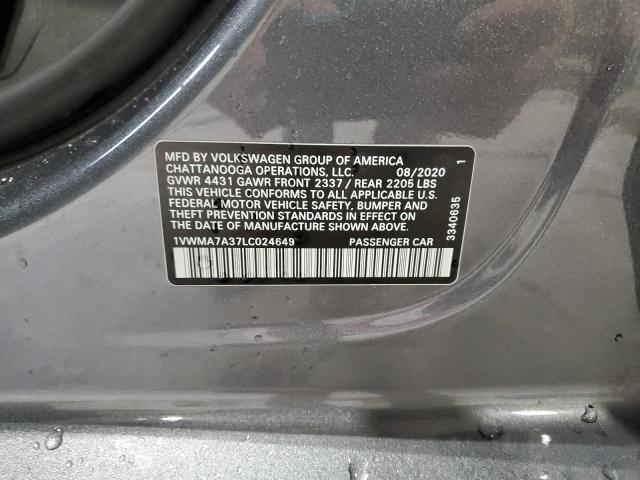 MFD BY VOLKSWAGEN GROUP OF AMERICA
CHATTANOOGA OPERATIONS, LLC. 08/2020 1
GVWR 4431 GAWR FRONT 2337 / REAR 2205 LBS
THIS VEHICLE CONFORMS TO ALL APPLICABLE U.S.
FEDERAL MOTOR VEHICLE SAFETY, BUMPER AND
THEFT PREVENTION STANDARDS IN EFFECT ON
THE DATE OF MANUFACTURE SHOWN ABOVE.
1VWMA7A37LC024649 PASSENGER CAR
3340635